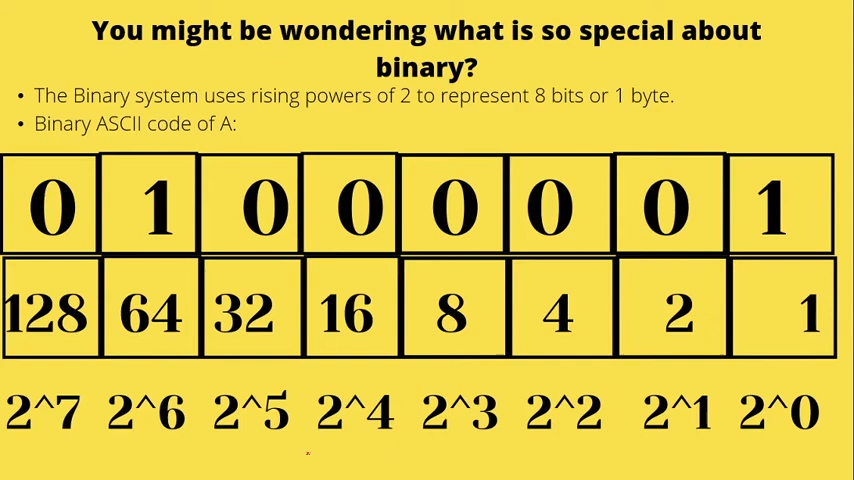 You might be wondering what is so special about
binary?
• The Binary system uses rising powers of 2 to represent 8 bits or 1 byte.
• Binary ASCII code of A:
0 1 0 0 0 0 0 1
128 64 32 16 8 4 2 1
2^7 2^6 2^5 2^4 2^3 2^2 2^1 2^0